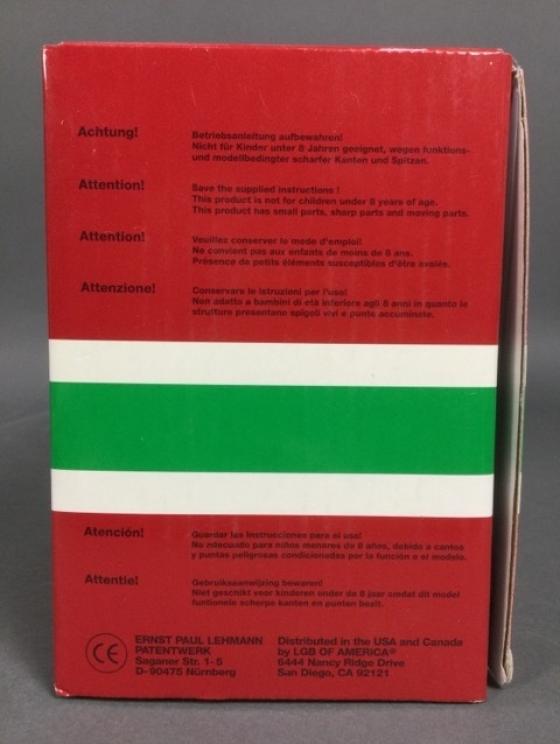 Achtung!
Betriebsanleitung aufbewahren!
Nicht für Kinder unter 8 Jahren geeignet, wegen funktions-
und modellbedingter scharfer Kanten und Spitzan.
Attention!
Save the supplied instructions !
This product is not for children under 8 years of age.
This product has small parts, sharp parts and moving parts.
Attention!
Veuillez conserver le mode d'emploi!
No convient pas aux enfants de moins de 8 ans.
Présence de petits éléments susceptibles d'être avalés.
Attenzione!
Conservare le istruzioni per l'uso!
Non adatto a bambini di età inferiore agli 8 anni in quanto le
strutture presentano spigoli vivi e punte accuminate.
Atención!
Guardar las instrucciones para el uso!
No adecuado para niños menores de 8 años, debido a cantos
y puntas peligrosas condicionadas por la función o el modelo.
Attentie!
Gebruiksaanwijzing bewaren!
Niet geschikt voor kinderen onder de 8 jaar omdat dit model
funtionele scherpe kanten en punten bezit.
CE
ERNST PAUL LEHMANN
PATENTWERK
Saganer Str. 1-5
D-90475 Nürnberg
Distributed in the USA and Canada
by LGB OF AMERICA®
6444 Nancy Ridge Drive
San Diego, CA 92121